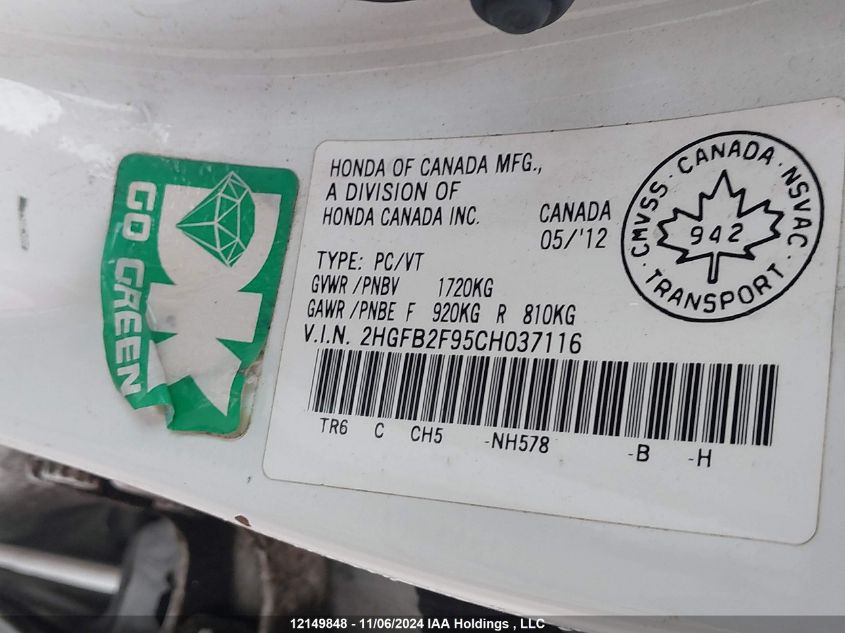 GO GREEN
DK
HONDA OF CANADA MFG.,
A DIVISION OF
HONDA CANADA INC.
CANADA
05/'12
CMVSS · CANADA · NSVAC · TRANSPORT
942
TYPE: PC/VT
GVWR/PNBV 1720KG
GAWR/PNBE F 920KG R 810KG
V.I.N. 2HGFB2F95CH037116
TR6 C CH5 -NH578 -B -H
12149848 - 11/06/2024 IAA Holdings , LLC